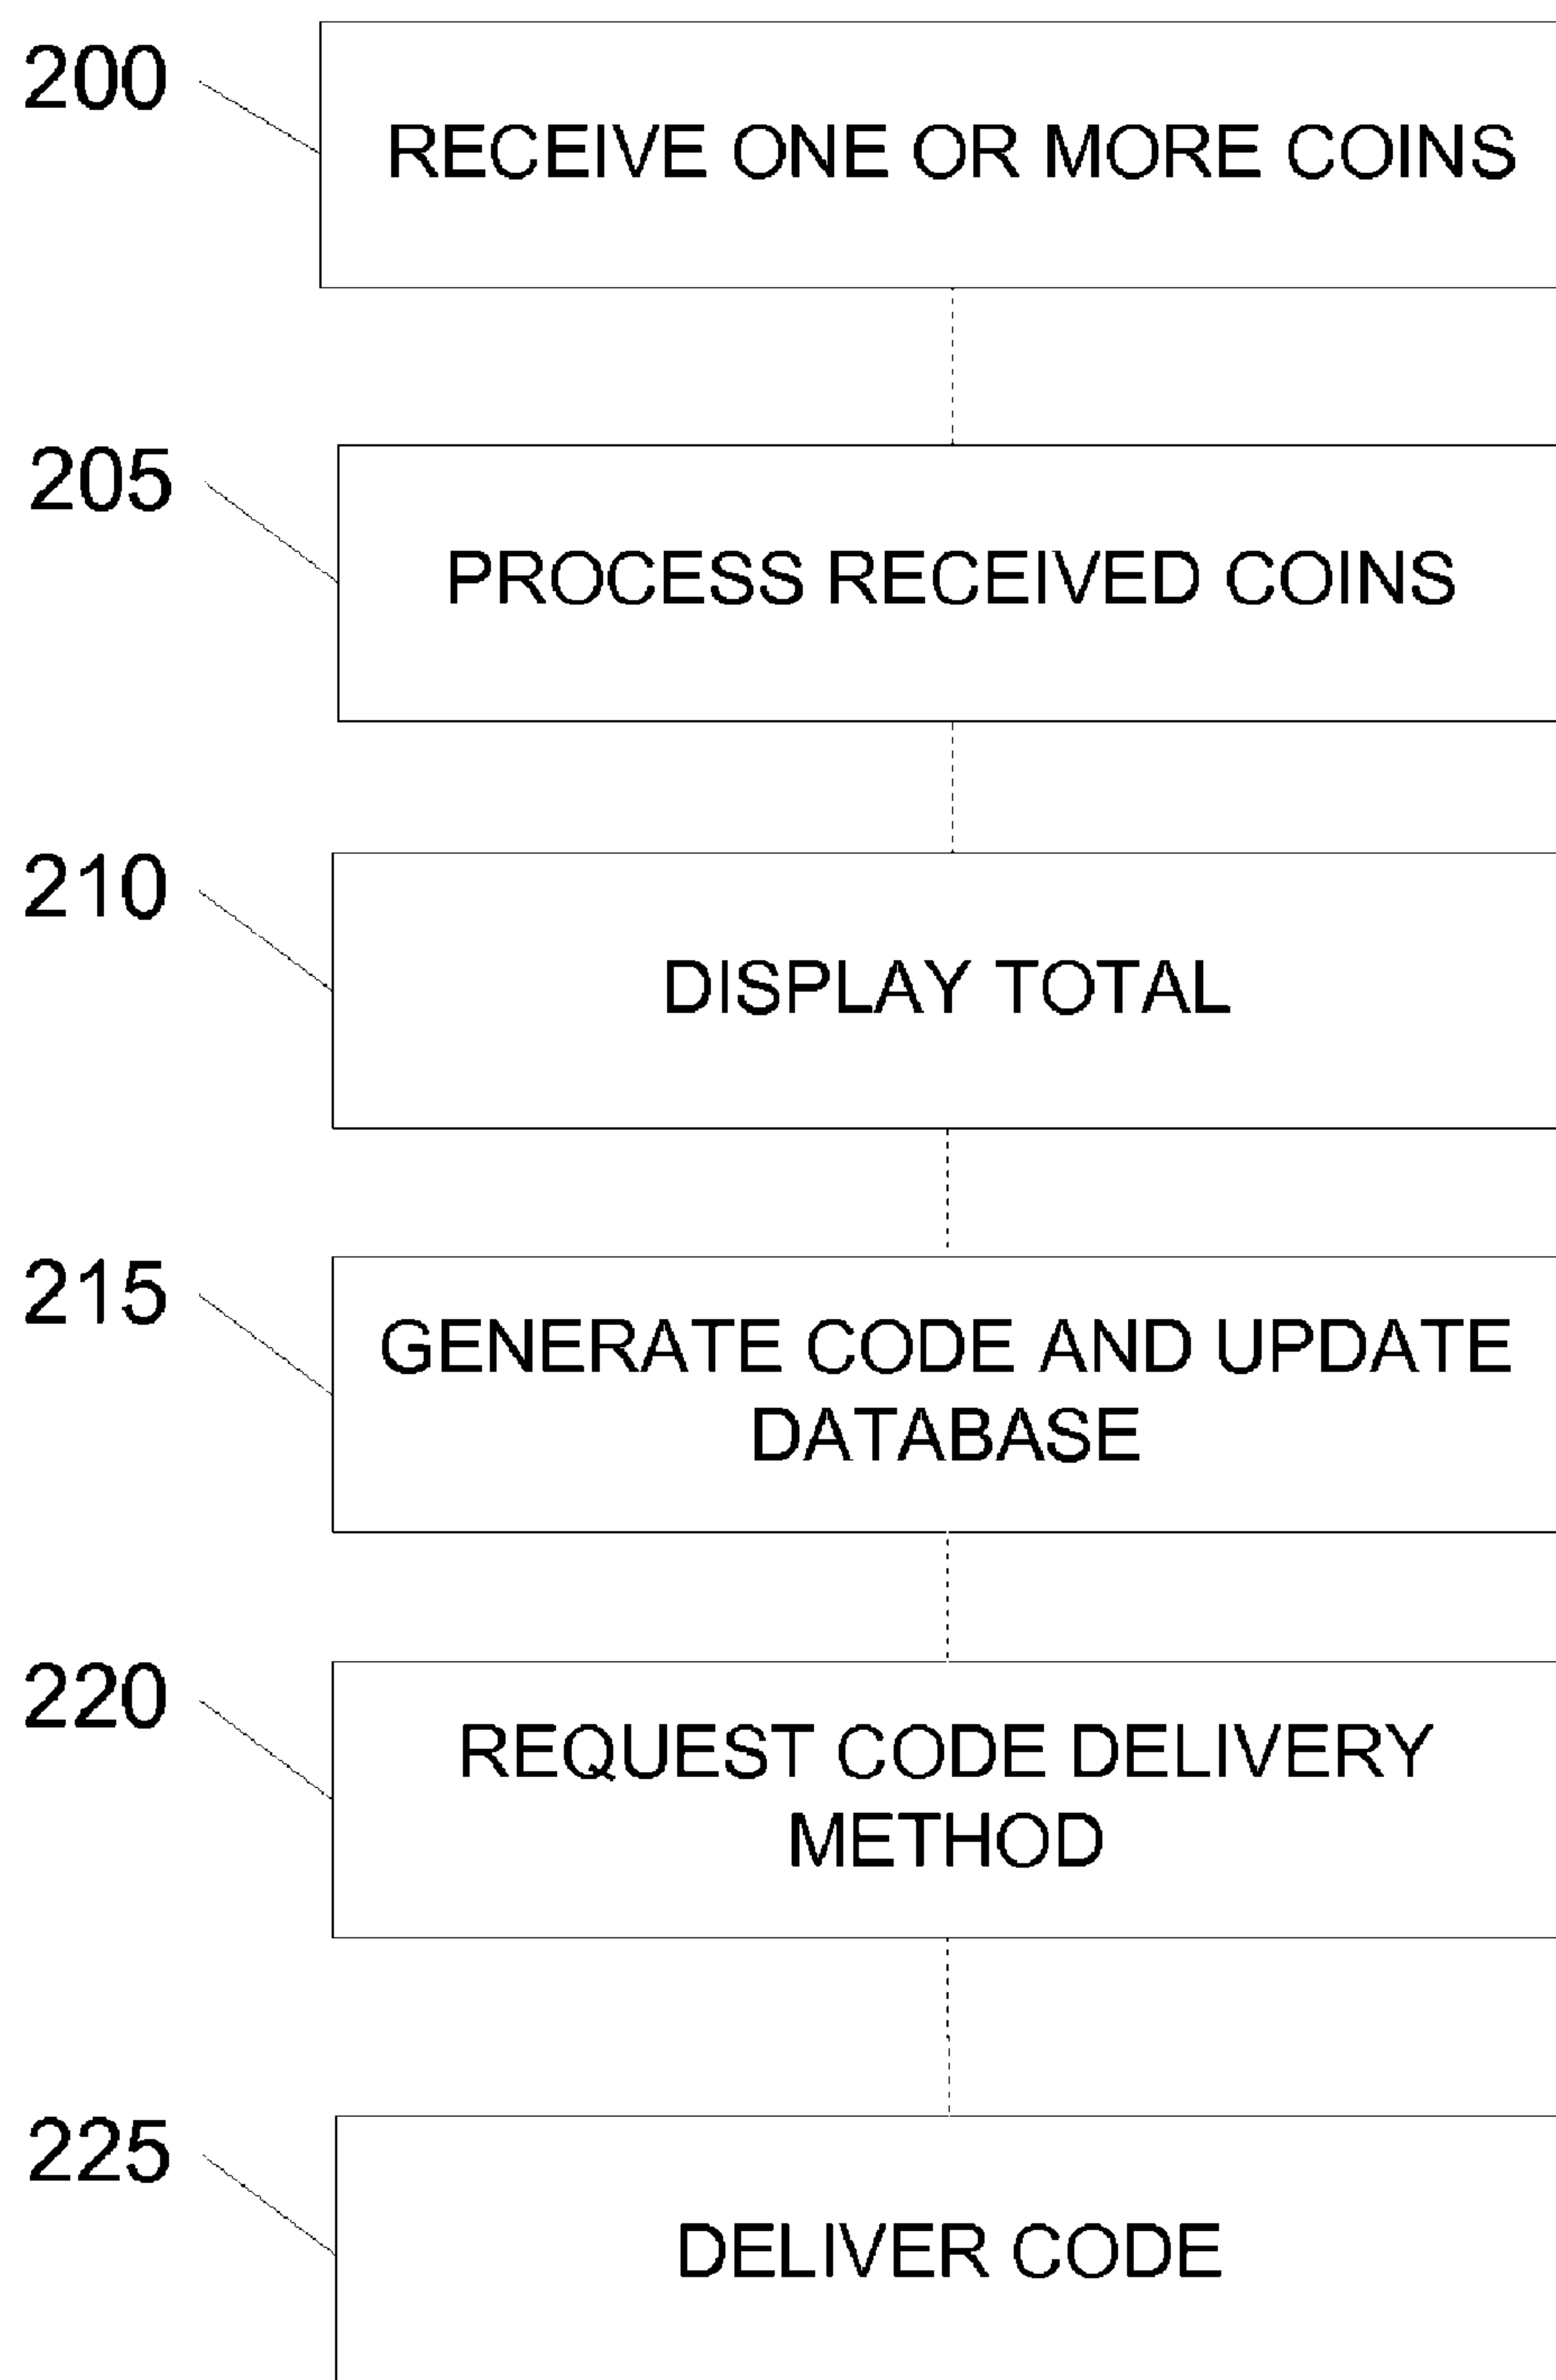 200
RECEIVE ONE OR MORE COINS
205
PROCESS RECEIVED COINS
210
DISPLAY TOTAL
215
GENERATE CODE AND UPDATE
DATABASE
220
REQUEST CODE DELIVERY
METHOD
225
DELIVER CODE